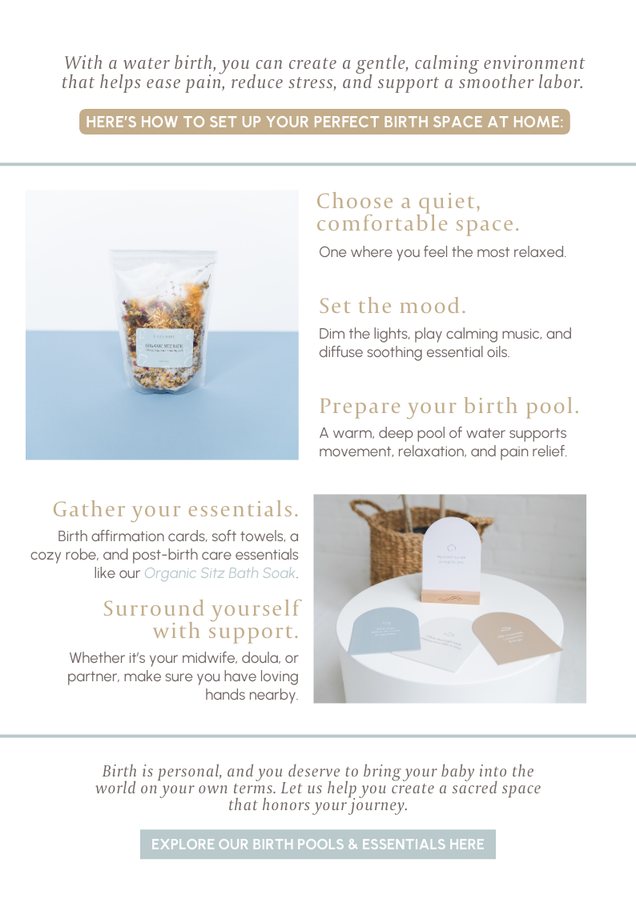 With a water birth, you can create a gentle, calming environment
that helps ease pain, reduce stress, and support a smoother labor.
HERE'S HOW TO SET UP YOUR PERFECT BIRTH SPACE AT HOME:
Choose a quiet,
comfortable space.
One where you feel the most relaxed.
Set the mood.
Dim the lights, play calming music, and
diffuse soothing essential oils.
Prepare your birth pool.
A warm, deep pool of water supports
movement, relaxation, and pain relief.
ORGANIC SITZ BATH
Gather your essentials.
Birth affirmation cards, soft towels, a
cozy robe, and post-birth care essentials
like our Organic Sitz Bath Soak.
Surround yourself
with support.
Whether it's your midwife, doula, or
partner, make sure you have loving
hands nearby.
Birth is personal, and you deserve to bring your baby into the
world on your own terms. Let us help you create a sacred space
that honors your journey.
EXPLORE OUR BIRTH POOLS & ESSENTIALS HERE